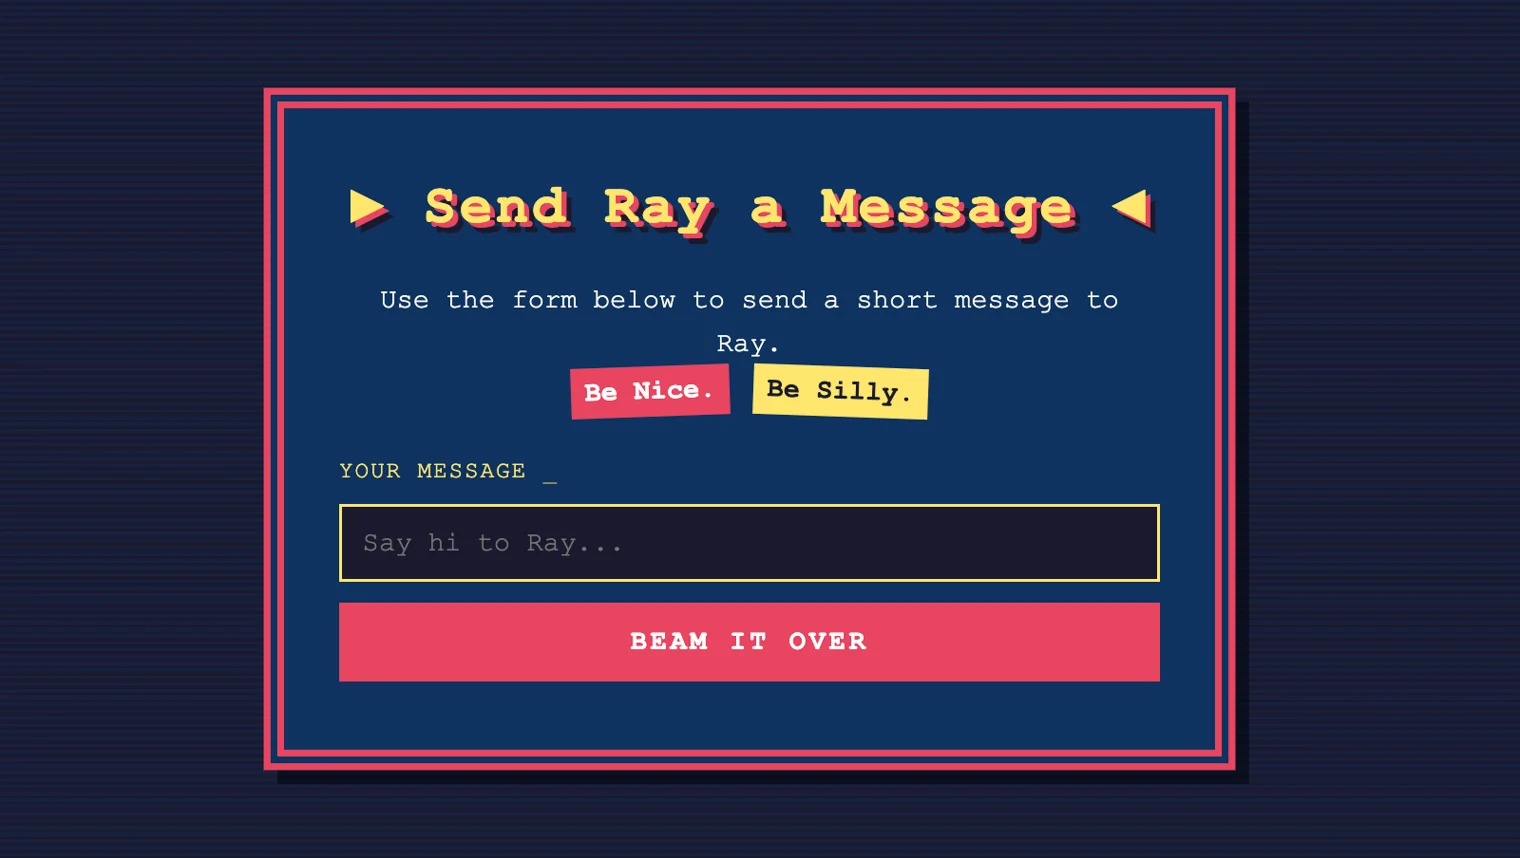 ▶ Send Ray a Message ◀
Use the form below to send a short message to
Ray.
Be Nice. Be Silly.
YOUR MESSAGE _
Say hi to Ray...
BEAM IT OVER